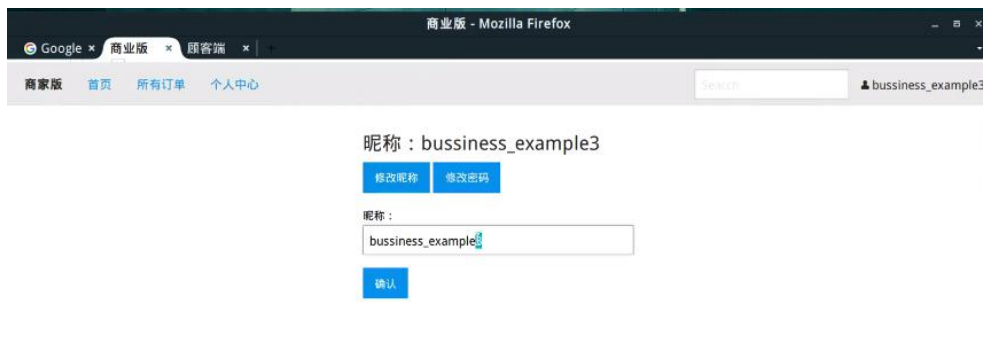 商业版 - Mozilla Firefox
Google × 商业版 × 顾客端 ×
商家版 首页 所有订单 个人中心 Search bussiness_example3
昵称：bussiness_example3
修改昵称 修改密码
昵称：
bussiness_example3
确认